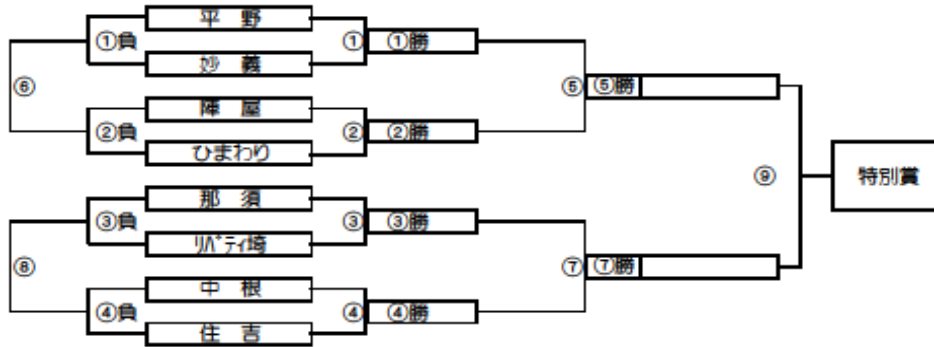 平 野
①負 ① ①勝
妙 義
⑥ ⑤ ⑤勝
陣 屋
②負 ② ②勝
ひまわり
⑨ 特別賞
那 須
③負 ③ ③勝
ﾘﾊﾞﾃｨ埼
⑧ ⑦ ⑦勝
中 根
④負 ④ ④勝
住 吉